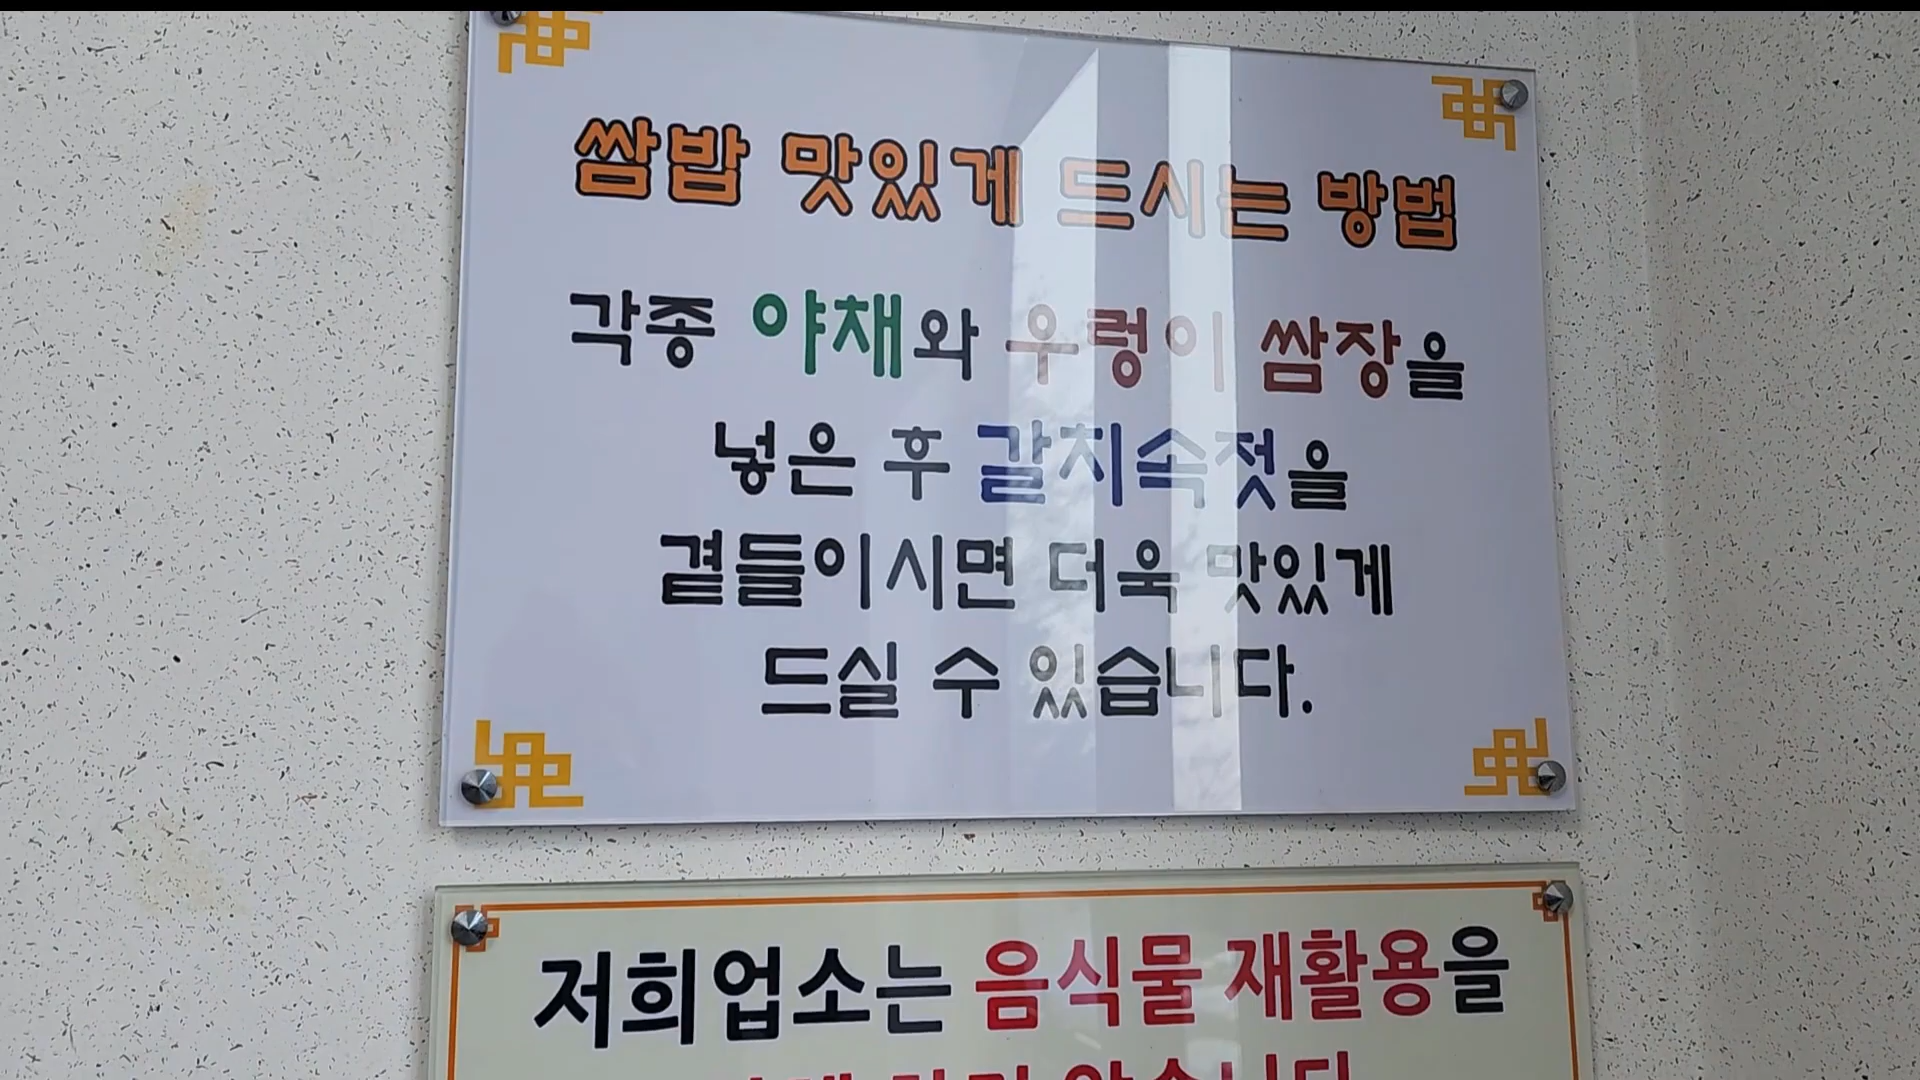 쌈밥 맛있게 드시는 방법
각종 야채와 우렁이 쌈장을
넣은 후 갈치속젓을
곁들이시면 더욱 맛있게
드실 수 있습니다.
저희업소는 음식물 재활용을